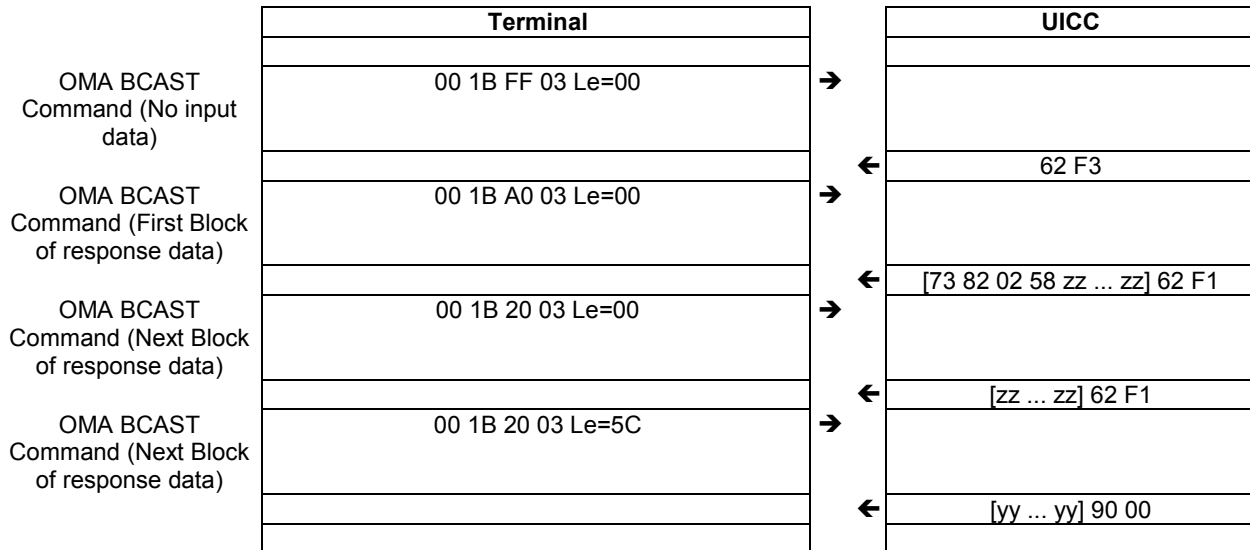 Terminal UICC
OMA BCAST 00 1B FF 03 Le=00 ➔
Command (No input
data)
← 62 F3
OMA BCAST 00 1B A0 03 Le=00 ➔
Command (First Block
of response data)
← [73 82 02 58 zz ... zz] 62 F1
OMA BCAST 00 1B 20 03 Le=00 ➔
Command (Next Block
of response data)
← [zz ... zz] 62 F1
OMA BCAST 00 1B 20 03 Le=5C ➔
Command (Next Block
of response data)
← [yy ... yy] 90 00